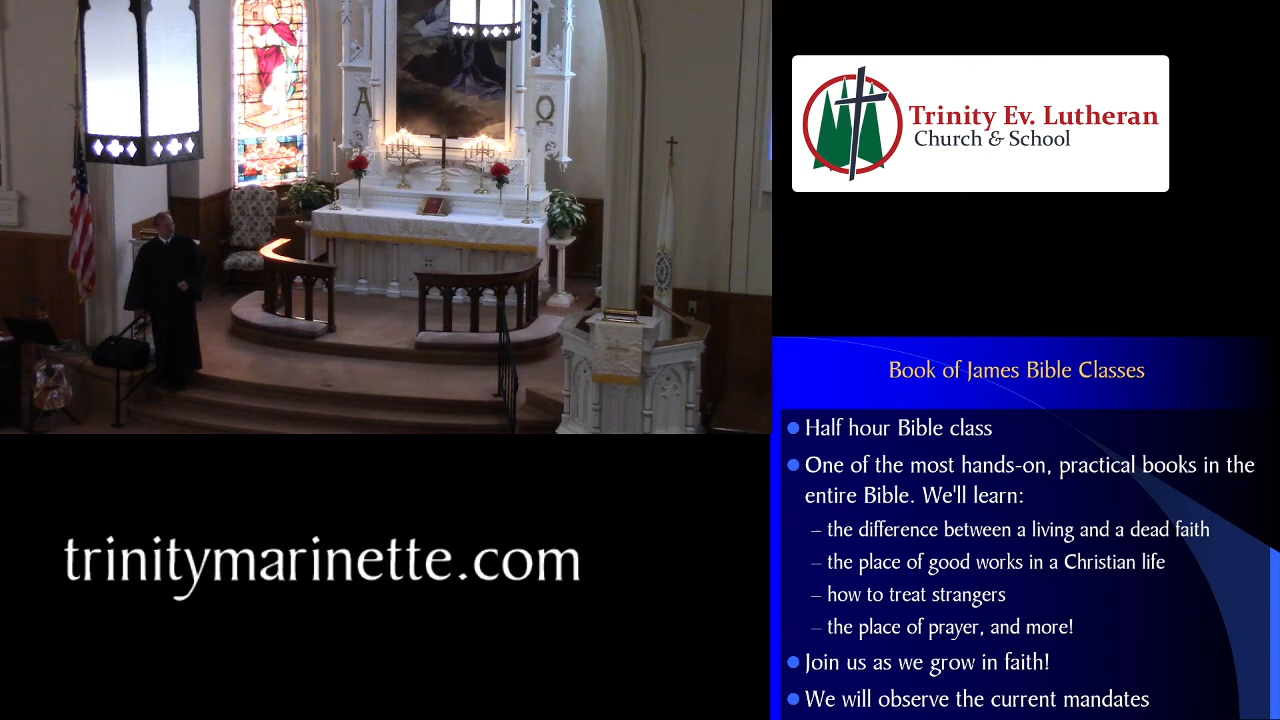 Α
Ω
Trinity Ev. Lutheran
Church & School
Book of James Bible Classes
Half hour Bible class
One of the most hands-on, practical books in the
entire Bible. We'll learn:
– the difference between a living and a dead faith
– the place of good works in a Christian life
– how to treat strangers
– the place of prayer, and more!
Join us as we grow in faith!
We will observe the current mandates
trinitymarinette.com